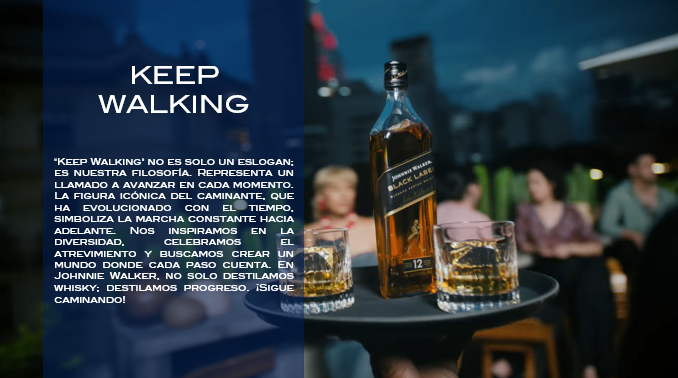 KEEP
WALKING
"Keep Walking" no es solo un eslogan;
es nuestra filosofía. Representa un
llamado a avanzar en cada momento.
La figura icónica del caminante, que
ha evolucionado con el tiempo,
simboliza la marcha constante hacia
adelante. Nos inspiramos en la
diversidad, celebramos el
atrevimiento y buscamos crear un
mundo donde cada paso cuenta. En
Johnnie Walker, no solo destilamos
whisky; destilamos progreso. ¡Sigue
caminando!
Johnnie Walker
BLACK LABEL
12